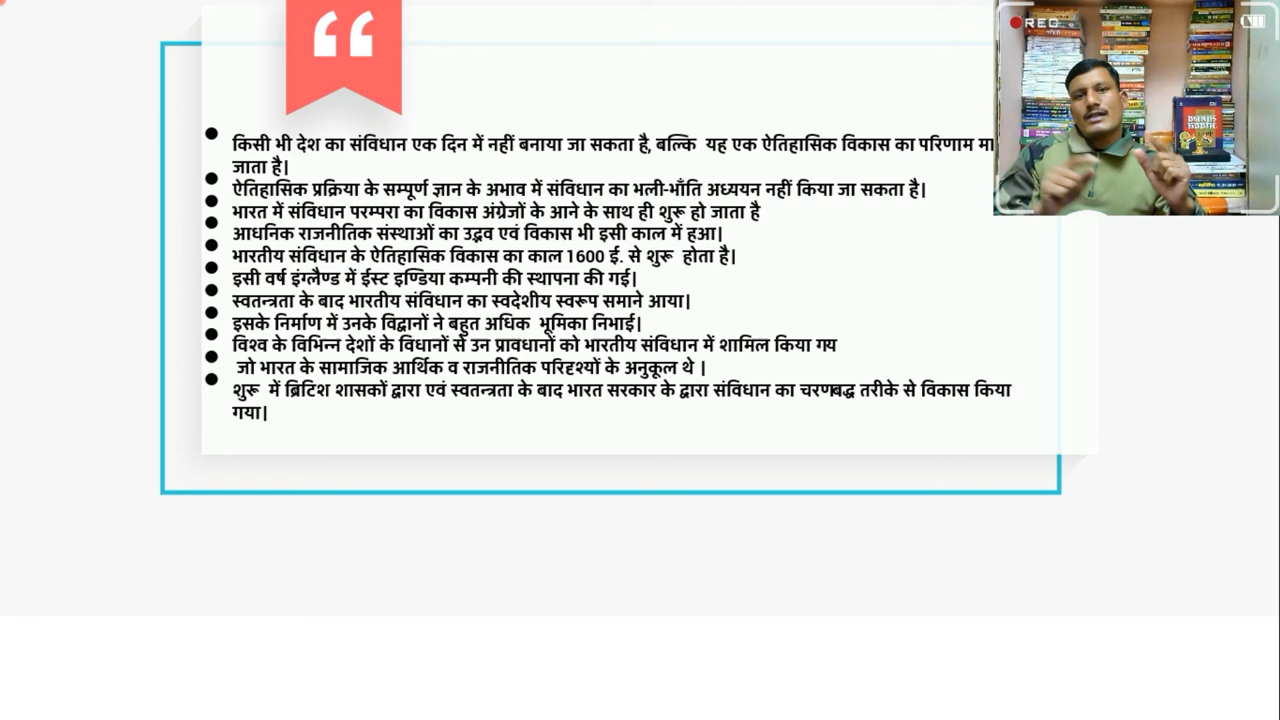 REC
किसी भी देश का संविधान एक दिन में नहीं बनाया जा सकता है, बल्कि यह एक ऐतिहासिक विकास का परिणाम
जाता है।
ऐतिहासिक प्रक्रिया के सम्पूर्ण ज्ञान के अभाव में संविधान का भली-भाँति अध्ययन नहीं किया जा सकता है।
भारत में संविधान परम्परा का विकास अंग्रेजों के आने के साथ ही शुरू हो जाता है
आधनिक राजनीतिक संस्थाओं का उद्भव एवं विकास भी इसी काल में हआ।
भारतीय संविधान के ऐतिहासिक विकास का काल 1600 ई. से शुरू होता है।
इसी वर्ष इंग्लैण्ड में ईस्ट इण्डिया कम्पनी की स्थापना की गई।
स्वतन्त्रता के बाद भारतीय संविधान का स्वदेशीय स्वरूप समाने आया।
इसके निर्माण में उनके विद्वानों ने बहुत अधिक भूमिका निभाई।
विश्व के विभिन्न देशों के विधानों से उन प्रावधानों को भारतीय संविधान में शामिल किया गय
जो भारत के सामाजिक आर्थिक व राजनीतिक परिदृश्यों के अनुकूल थे ।
शुरू में ब्रिटिश शासकों द्वारा एवं स्वतन्त्रता के बाद भारत सरकार के द्वारा संविधान का चरणबद्ध तरीके से विकास किया
गया।